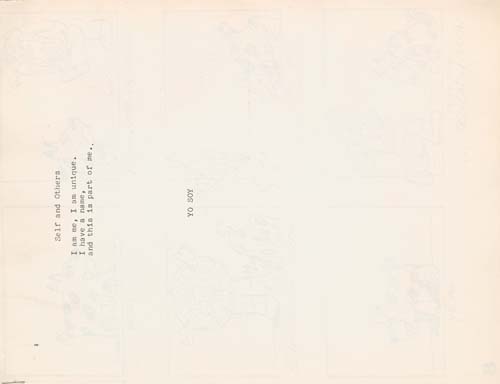 Self and Others
I am me, I am unique.
I have a name,
and this is part of me..
YO SOY